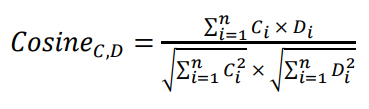 Cosine_{C,D} = \frac{\sum_{i=1}^{n} C_i \times D_i}{\sqrt{\sum_{i=1}^{n} C_i^2} \times \sqrt{\sum_{i=1}^{n} D_i^2}}